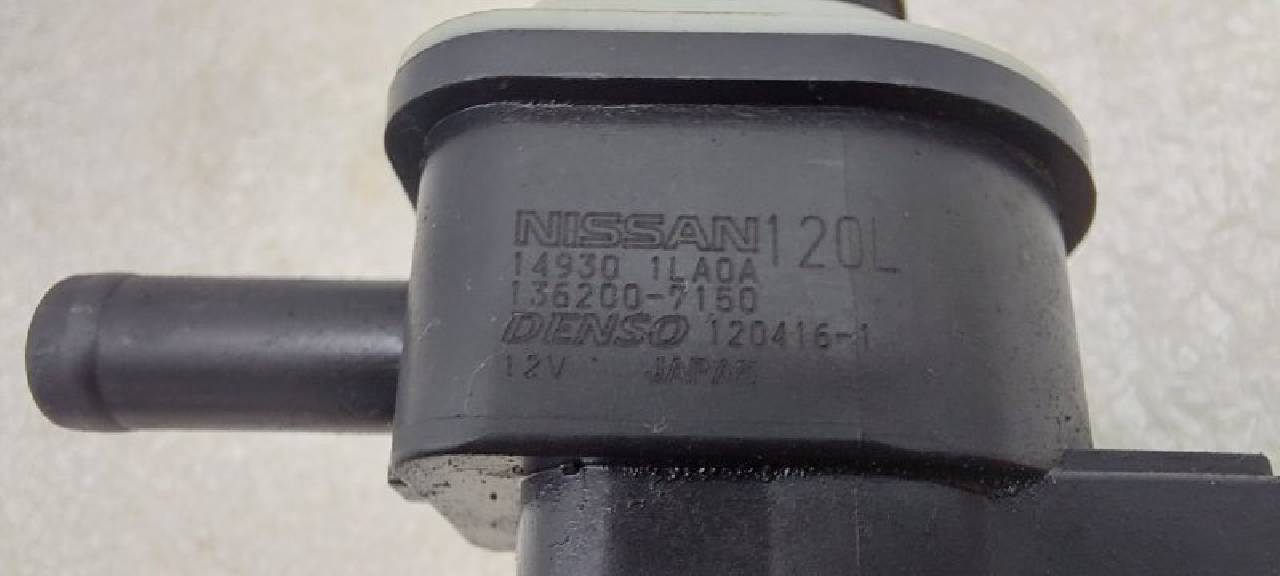 NISSAN 120L
14930 1LA0A
136200-7150
DENSO 120416-1
12V JAPAN